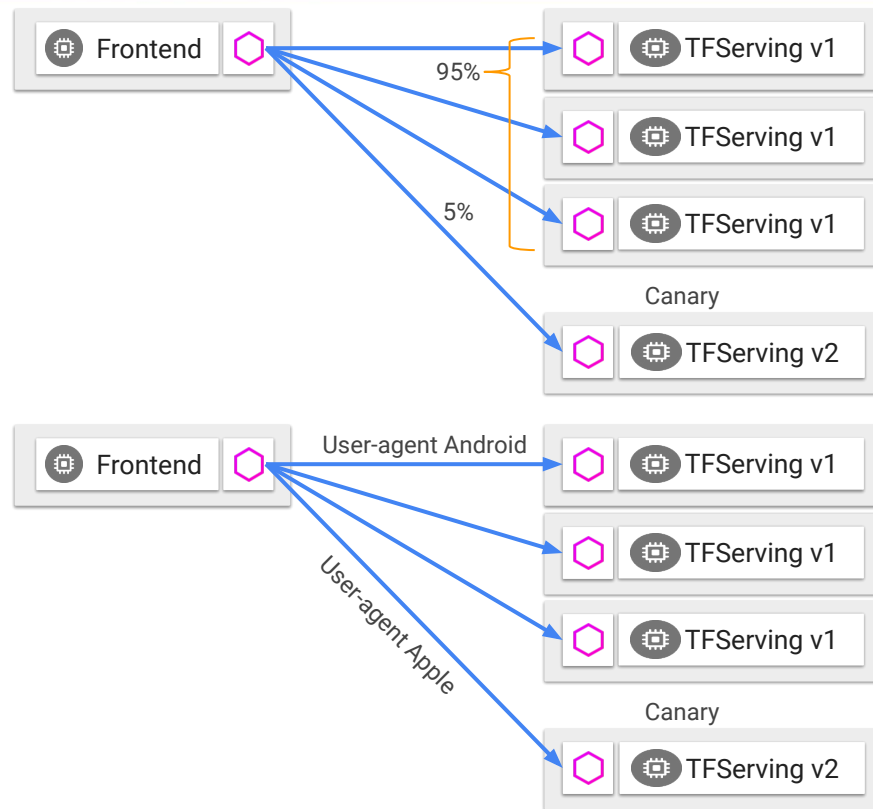 Frontend
TFServing v1
95%
TFServing v1
5%
TFServing v1
Canary
TFServing v2
Frontend
User-agent Android
TFServing v1
TFServing v1
User-agent Apple
TFServing v1
Canary
TFServing v2